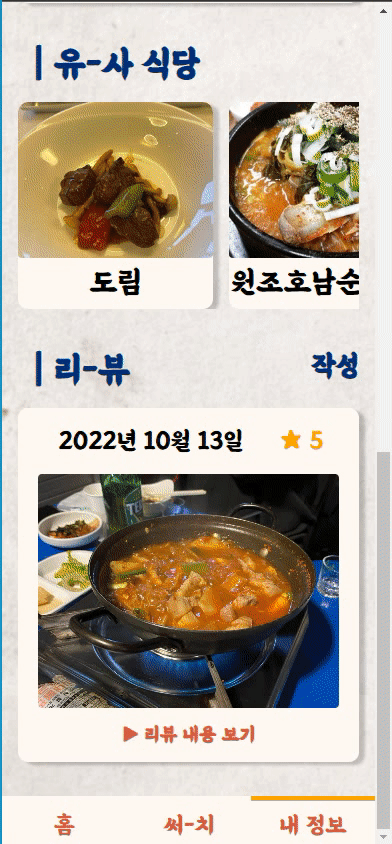 | 유-사 식당
도림
원조호남순
| 리-뷰
작성
2022년 10월 13일
★ 5
▶ 리뷰 내용 보기
홈
써-치
내 정보